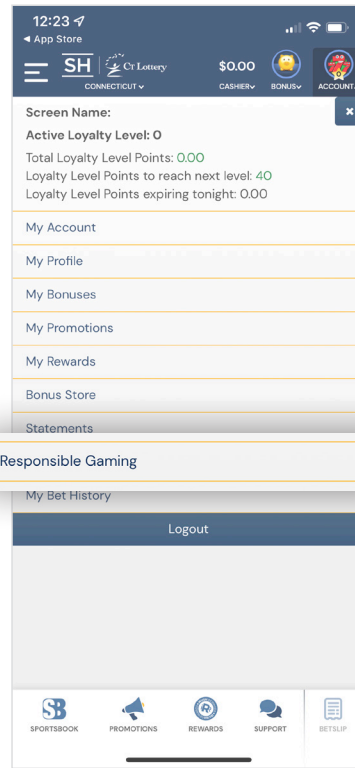 12:23
App Store
SH Ct Lottery
CONNECTICUT
$0.00
CASHIER
BONUS
ACCOUNT
Screen Name:
x
Active Loyalty Level: 0
Total Loyalty Level Points: 0.00
Loyalty Level Points to reach next level: 40
Loyalty Level Points expiring tonight: 0.00
My Account
My Profile
My Bonuses
My Promotions
My Rewards
Bonus Store
Statements
Responsible Gaming
My Bet History
Logout
SB
R
SPORTSBOOK PROMOTIONS REWARDS SUPPORT BETSLIP